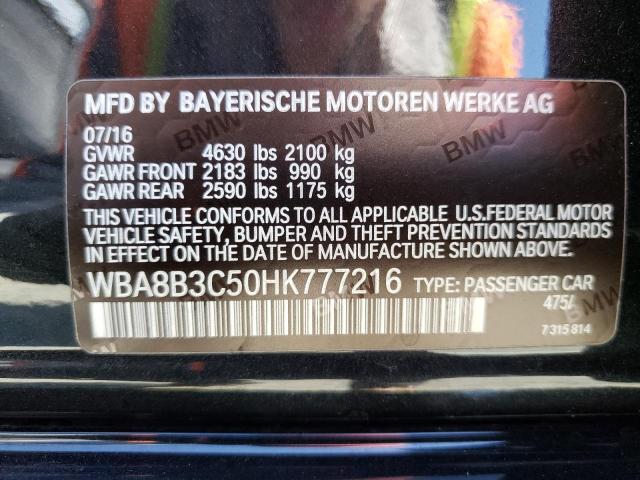 MFD BY BAYERISCHE MOTOREN WERKE AG
07/16
GVWR 4630 lbs 2100 kg
GAWR FRONT 2183 lbs 990 kg
GAWR REAR 2590 lbs 1175 kg
THIS VEHICLE CONFORMS TO ALL APPLICABLE U.S.FEDERAL MOTOR
VEHICLE SAFETY, BUMPER AND THEFT PREVENTION STANDARDS
IN EFFECT ON THE DATE OF MANUFACTURE SHOWN ABOVE.
WBA8B3C50HK777216 TYPE: PASSENGER CAR
475/
7315814